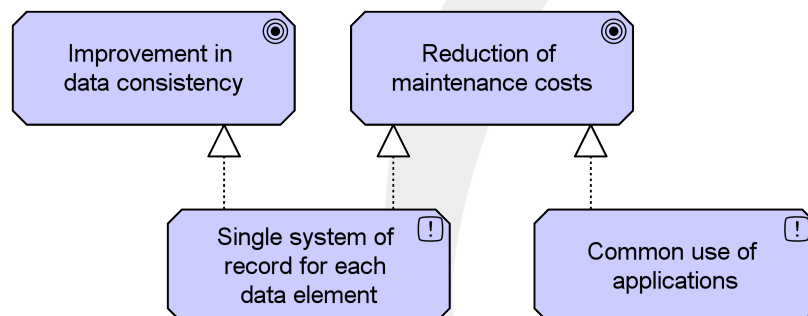 Improvement in
data consistency
Reduction of
maintenance costs
Single system of
record for each
data element
Common use of
applications